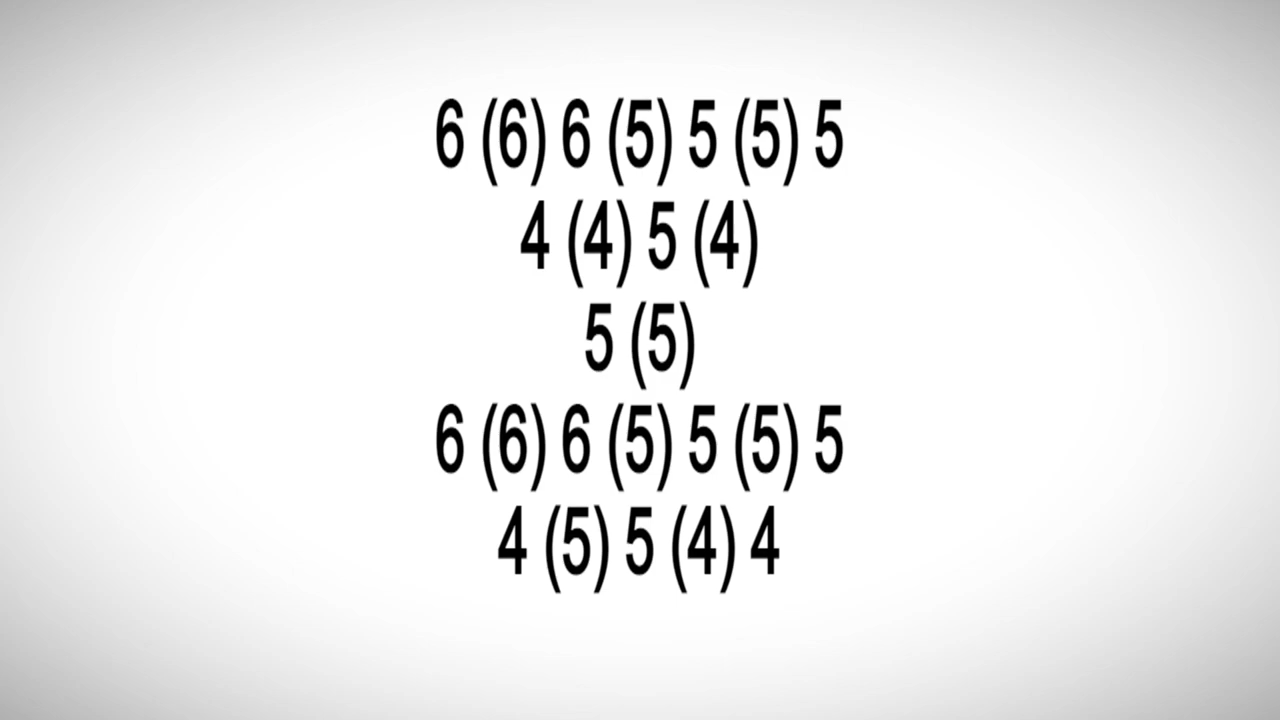 6 (6) 6 (5) 5 (5) 5
4 (4) 5 (4)
5 (5)
6 (6) 6 (5) 5 (5) 5
4 (5) 5 (4) 4